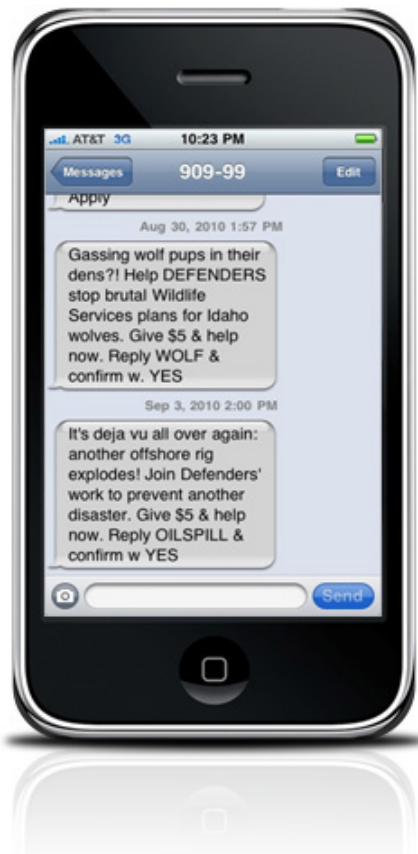 AT&T 3G 10:23 PM
Messages 909-99 Edit
Apply
Aug 30, 2010 1:57 PM
Gassing wolf pups in their
dens?! Help DEFENDERS
stop brutal Wildlife
Services plans for Idaho
wolves. Give $5 & help
now. Reply WOLF &
confirm w. YES
Sep 3, 2010 2:00 PM
It's deja vu all over again:
another offshore rig
explodes! Join Defenders'
work to prevent another
disaster. Give $5 & help
now. Reply OILSPILL &
confirm w YES
Send